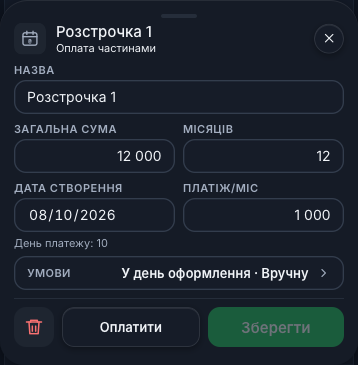 Розстрочка 1
Оплата частинами
НАЗВА
Розстрочка 1
ЗАГАЛЬНА СУМА МІСЯЦІВ
12 000 12
ДАТА СТВОРЕННЯ ПЛАТІЖ/МІС
08/10/2026 1 000
День платежу: 10
УМОВИ У день оформлення · Вручну
Оплатити Зберегти